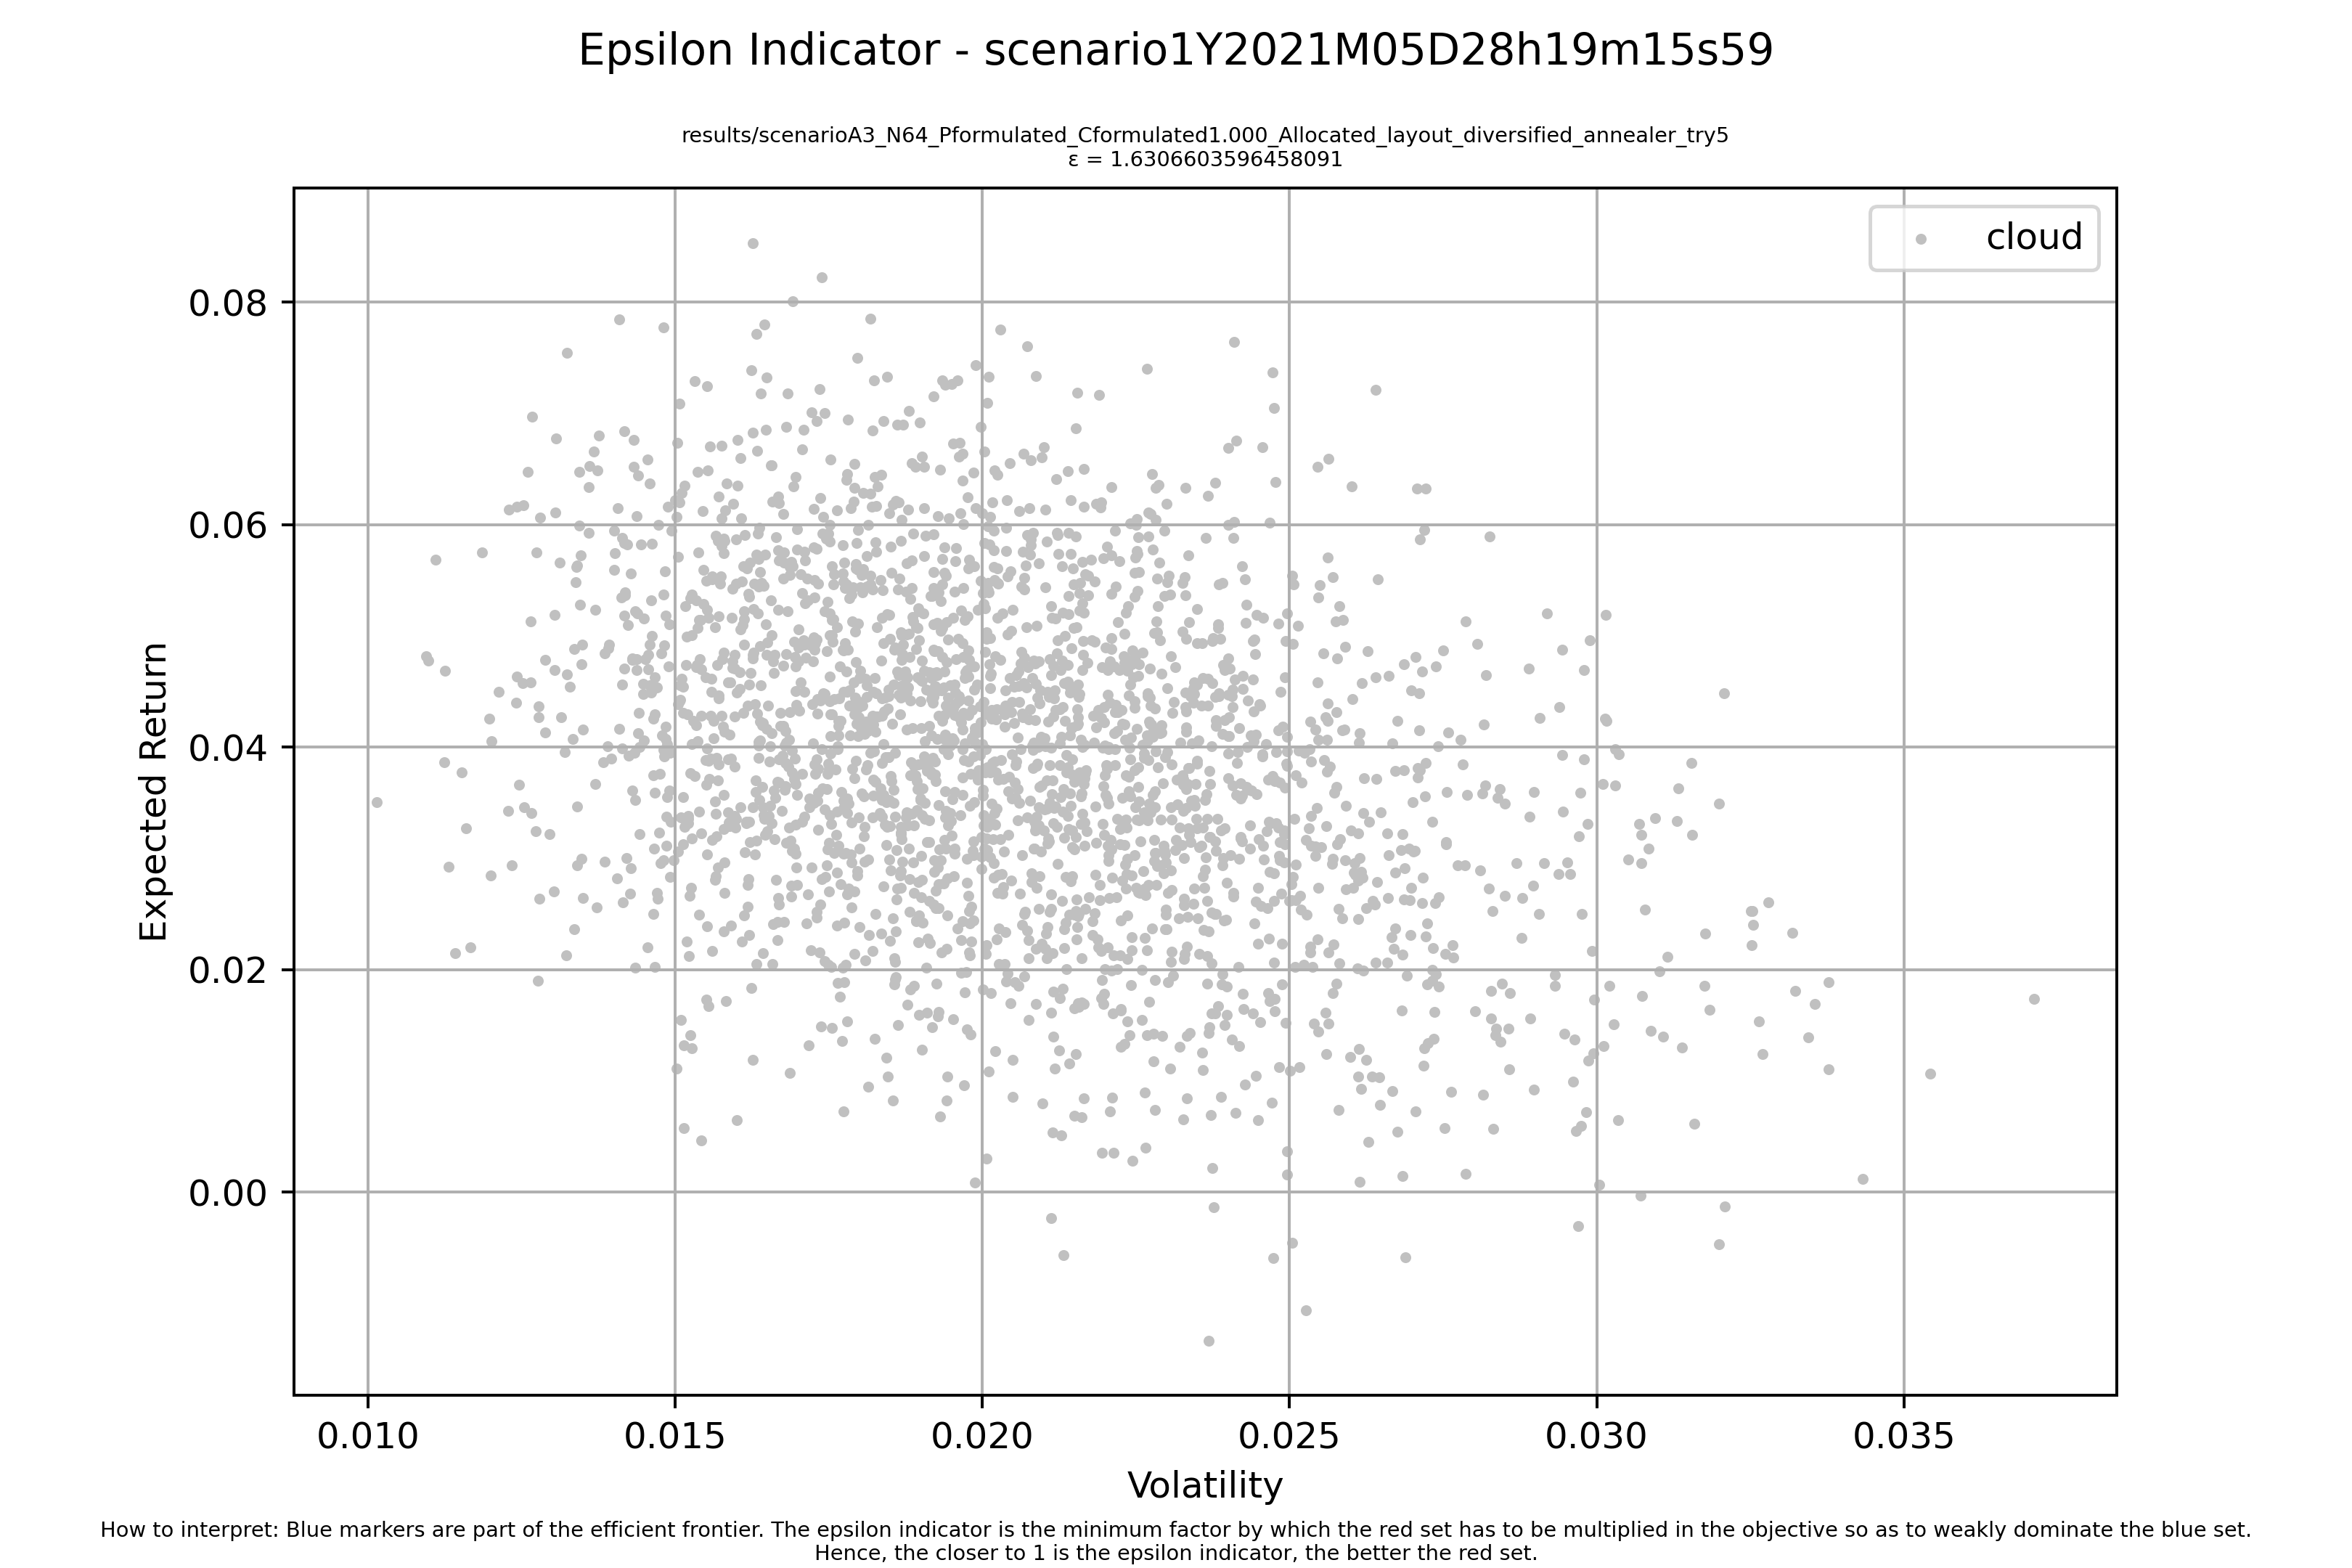 Epsilon Indicator - scenario1Y2021M05D28h19m15s59
results/scenarioA3_N64_Pformulated_Cformulated1.000_Allocated_layout_diversified_annealer_try5
ε = 1.6306603596458091
cloud
0.08
0.06
0.04
0.02
0.00
Expected Return
0.010 0.015 0.020 0.025 0.030 0.035
Volatility
How to interpret: Blue markers are part of the efficient frontier. The epsilon indicator is the minimum factor by which the red set has to be multiplied in the objective so as to weakly dominate the blue set.
Hence, the closer to 1 is the epsilon indicator, the better the red set.